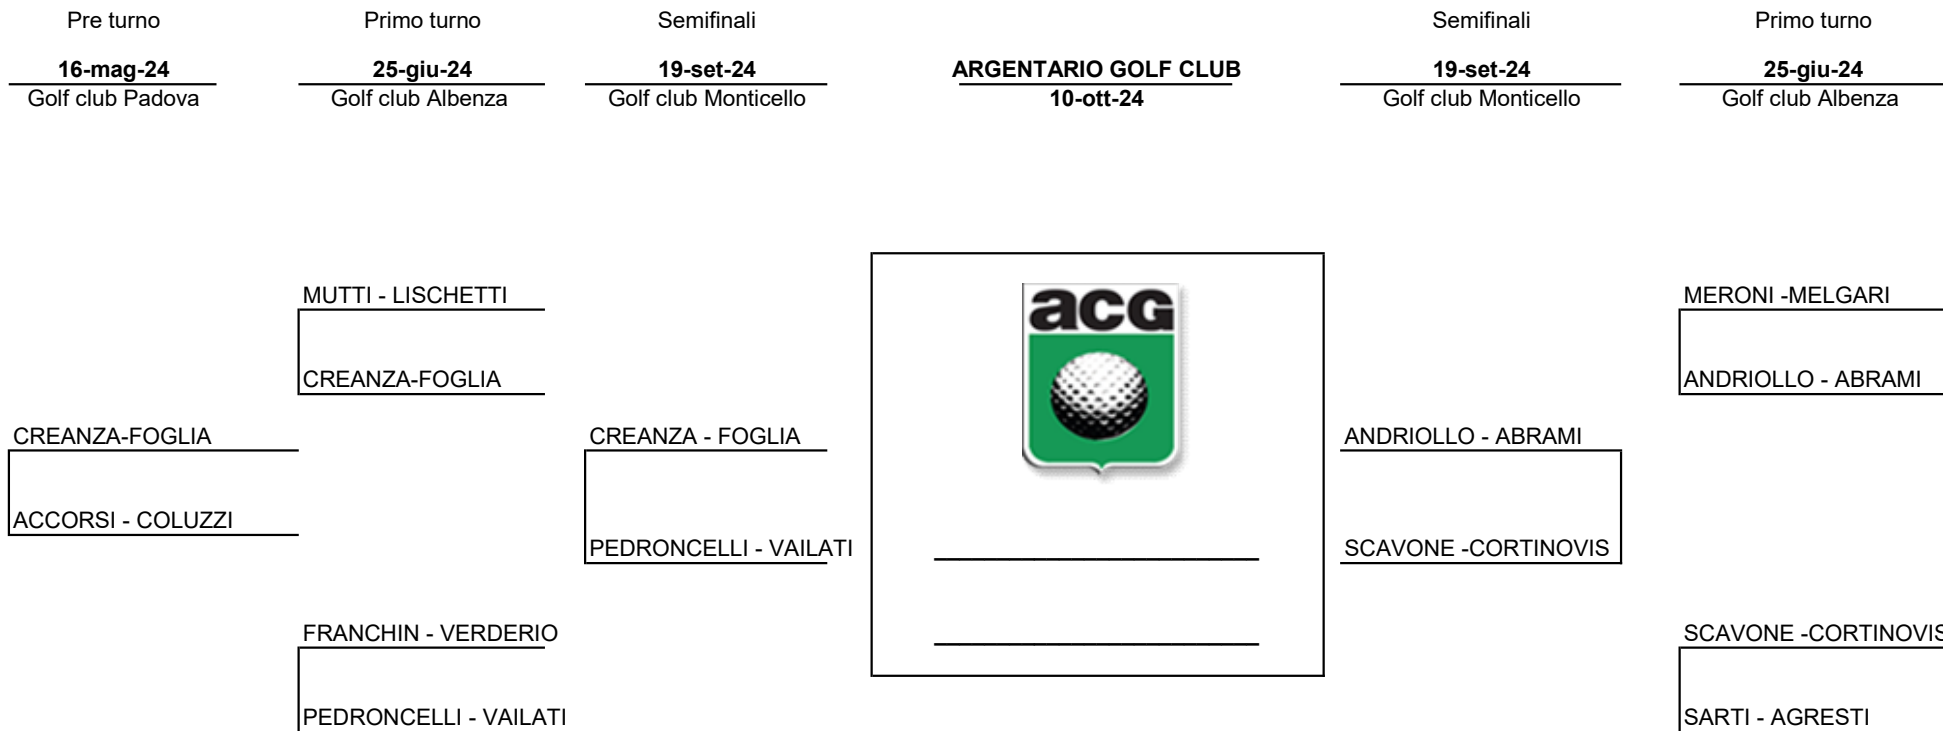 Pre turno
Primo turno
Semifinali
Semifinali
Primo turno
16-mag-24
25-giu-24
19-set-24
ARGENTARIO GOLF CLUB
19-set-24
25-giu-24
Golf club Padova
Golf club Albenza
Golf club Monticello
10-ott-24
Golf club Monticello
Golf club Albenza
acG
MUTTI - LISCHETTI
MERONI -MELGARI
CREANZA-FOGLIA
ANDRIOLLO - ABRAMI
CREANZA-FOGLIA
CREANZA - FOGLIA
ANDRIOLLO - ABRAMI
ACCORSI - COLUZZI
PEDRONCELLI - VAILATI
SCAVONE -CORTINOVIS
FRANCHIN - VERDERIO
SCAVONE -CORTINOVIS
PEDRONCELLI - VAILATI
SARTI - AGRESTI